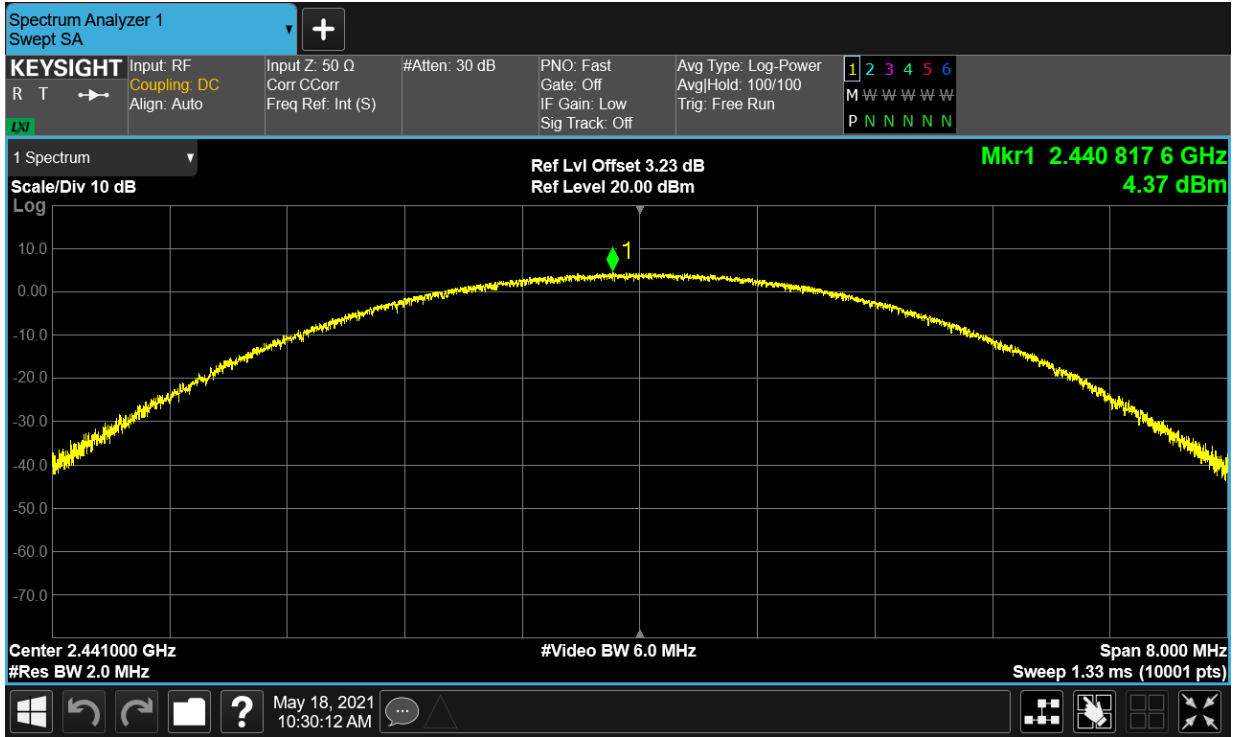 Spectrum Analyzer 1
Swept SA
KEYSIGHT
R T
LXI
Input: RF
Coupling: DC
Align: Auto
Input Z: 50 Ω
Corr CCorr
Freq Ref: Int (S)
#Atten: 30 dB
PNO: Fast
Gate: Off
IF Gain: Low
Sig Track: Off
Avg Type: Log-Power
Avg|Hold: 100/100
Trig: Free Run
1 2 3 4 5 6
M W W W W W
P N N N N N
1 Spectrum
Scale/Div 10 dB
Log
Ref Lvl Offset 3.23 dB
Ref Level 20.00 dBm
Mkr1 2.440 817 6 GHz
4.37 dBm
1
10.0
0.00
-10.0
-20.0
-30.0
-40.0
-50.0
-60.0
-70.0
Center 2.441000 GHz
#Res BW 2.0 MHz
#Video BW 6.0 MHz
Span 8.000 MHz
Sweep 1.33 ms (10001 pts)
?
May 18, 2021
10:30:12 AM